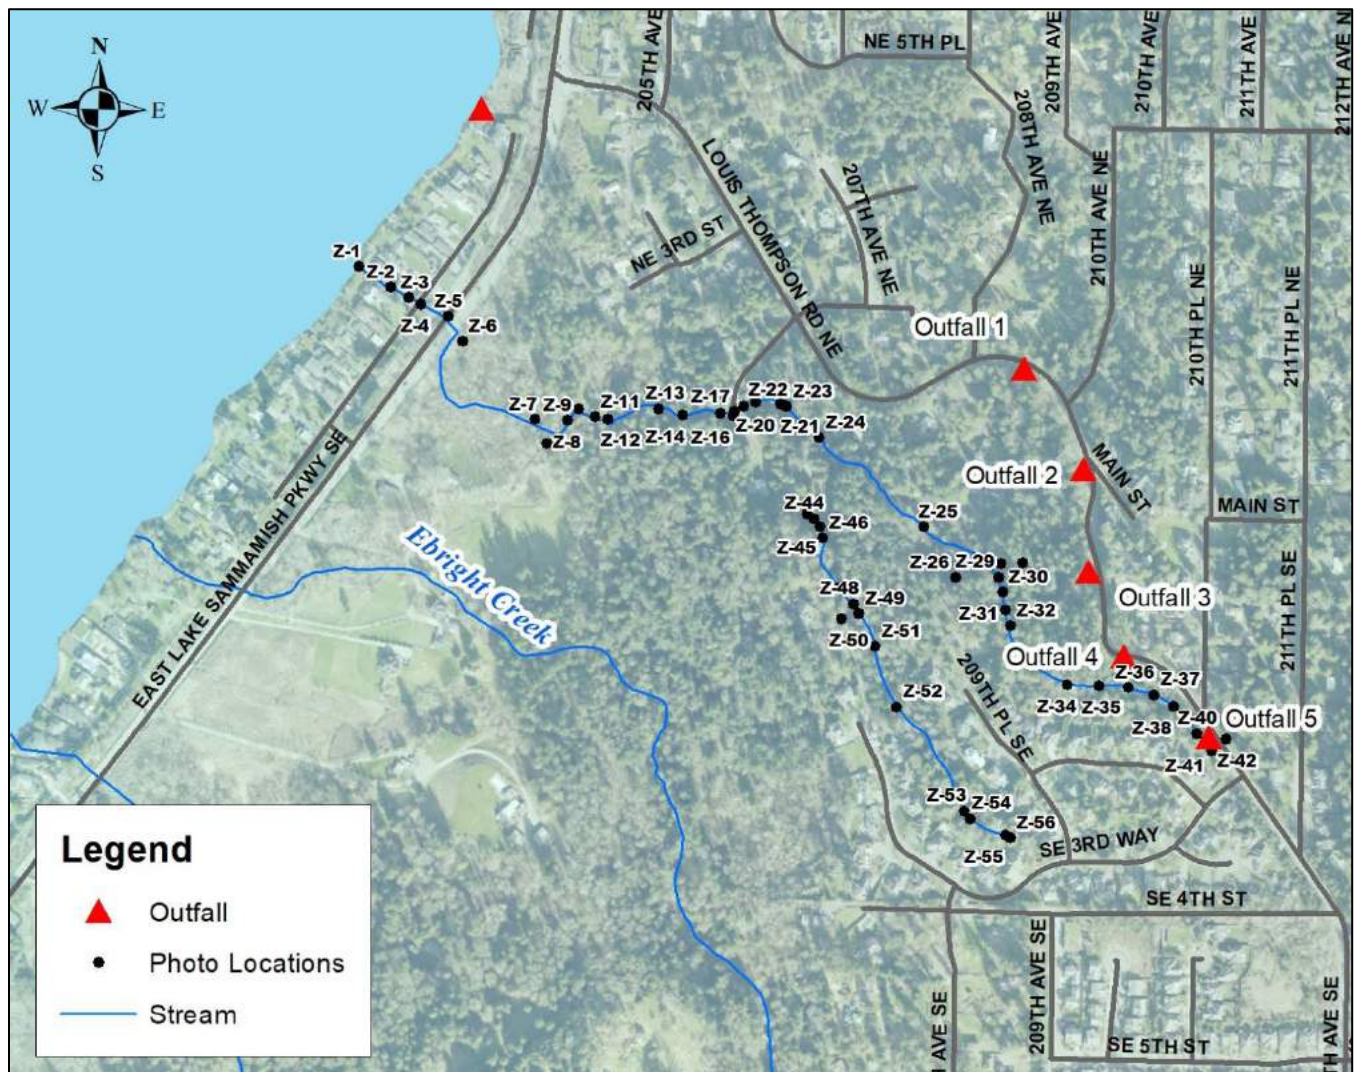 N
W
E
S
205TH AVE
NE 5TH PL
209TH AVE
210TH AVE
211TH AVE
212TH AVE N
208TH AVE NE
LOUIS THOMPSON RD NE
207TH AVE NE
NE 3RD ST
210TH AVE NE
210TH PL NE
211TH PL NE
Z-1
Z-2
Z-3
Z-4
Z-5
Z-6
Outfall 1
Z-7
Z-9
Z-8
Z-11
Z-12
Z-13
Z-14
Z-17
Z-16
Z-22
Z-20
Z-23
Z-21
Z-24
Outfall 2
MAIN ST
MAIN ST
Z-44
Z-46
Z-45
Z-25
Z-26
Z-29
Z-30
Z-31
Z-32
Outfall 3
EAST LAKE SAMMAMISH PKWY SE
Ebright Creek
Z-48
Z-49
Z-50
Z-51
Z-52
209TH PL SE
Outfall 4
Z-36
Z-37
Z-34
Z-35
Z-38
Z-40
Outfall 5
Z-41
Z-42
211TH PL SE
Z-53
Z-54
Z-56
Z-55
SE 3RD WAY
SE 4TH ST
209TH AVE SE
SE 5TH ST
AVE SE
TH AVE SE
Legend
Outfall
Photo Locations
Stream